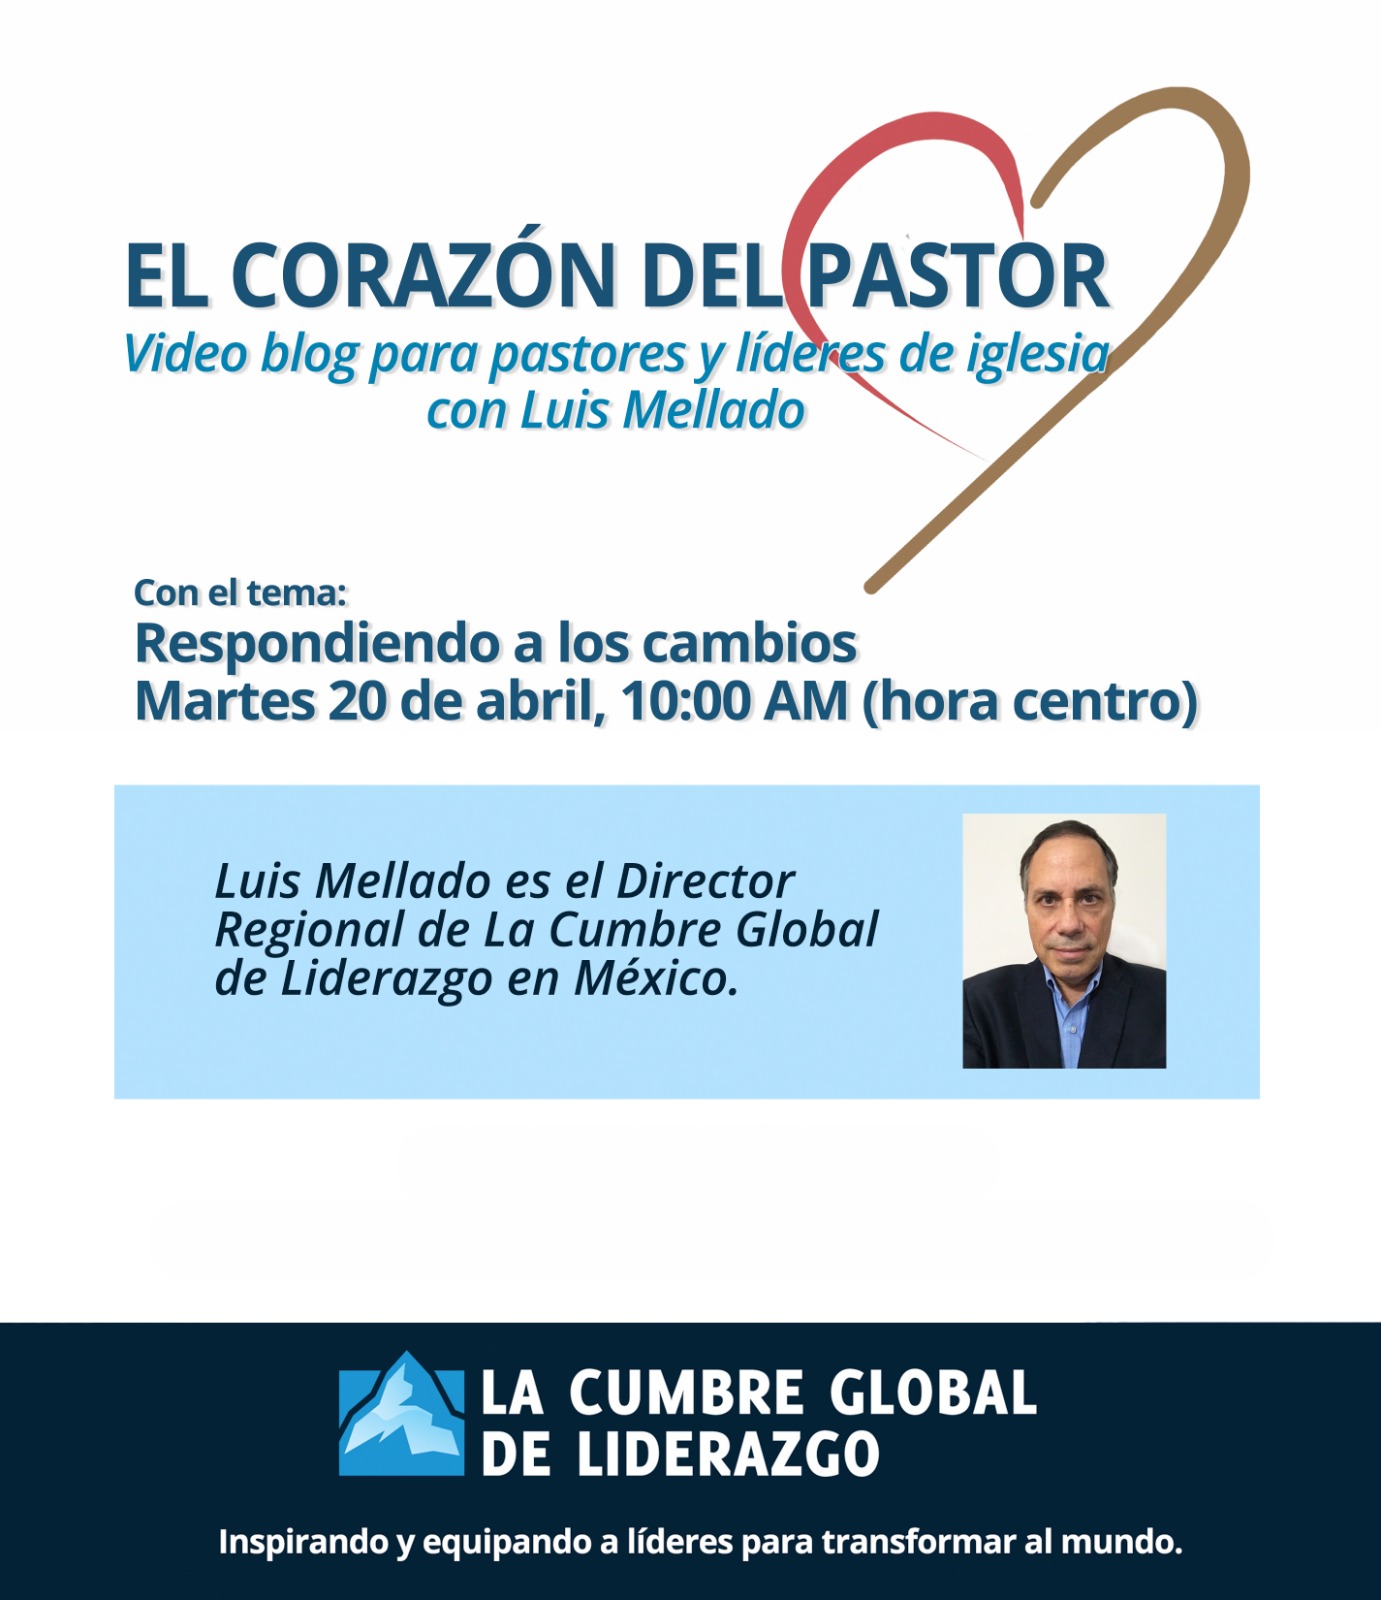 EL CORAZÓN DEL PASTOR
Video blog para pastores y líderes de iglesia
con Luis Mellado
Con el tema:
Respondiendo a los cambios
Martes 20 de abril, 10:00 AM (hora centro)
Luis Mellado es el Director
Regional de La Cumbre Global
de Liderazgo en México.
LA CUMBRE GLOBAL
DE LIDERAZGO
Inspirando y equipando a líderes para transformar al mundo.